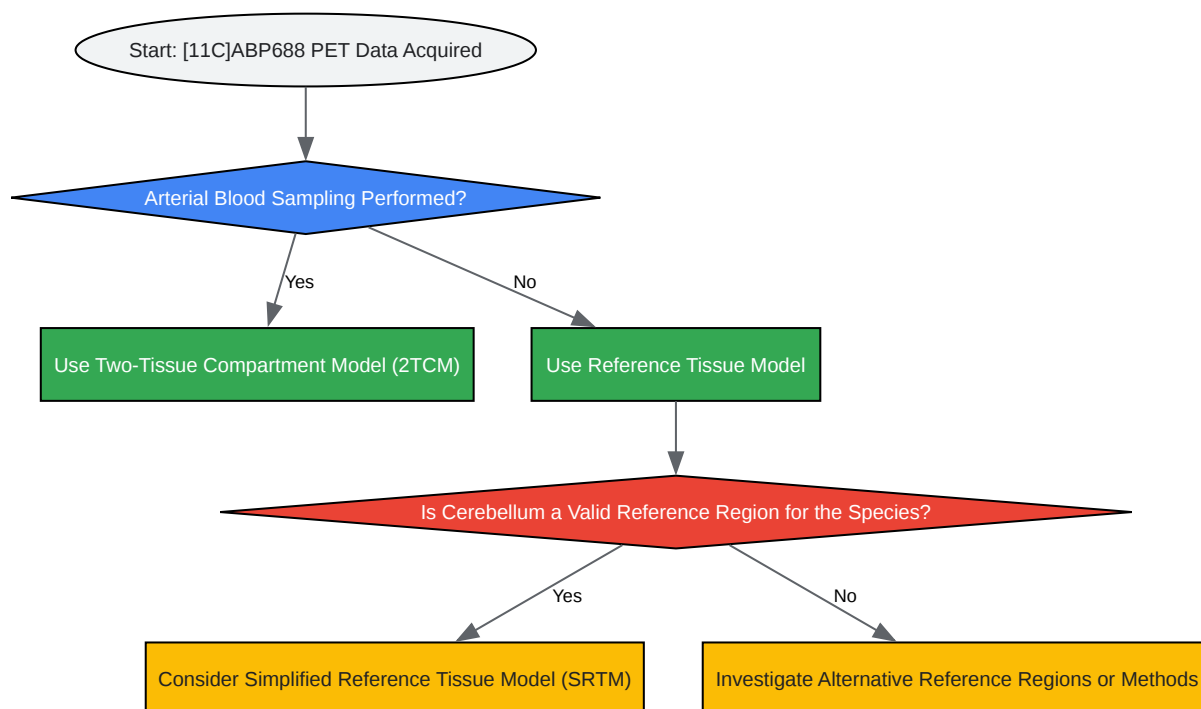 Start: [11C]ABP688 PET Data Acquired
Arterial Blood Sampling Performed?
Yes
No
Use Two-Tissue Compartment Model (2TCM)
Use Reference Tissue Model
Is Cerebellum a Valid Reference Region for the Species?
Yes
No
Consider Simplified Reference Tissue Model (SRTM)
Investigate Alternative Reference Regions or Methods